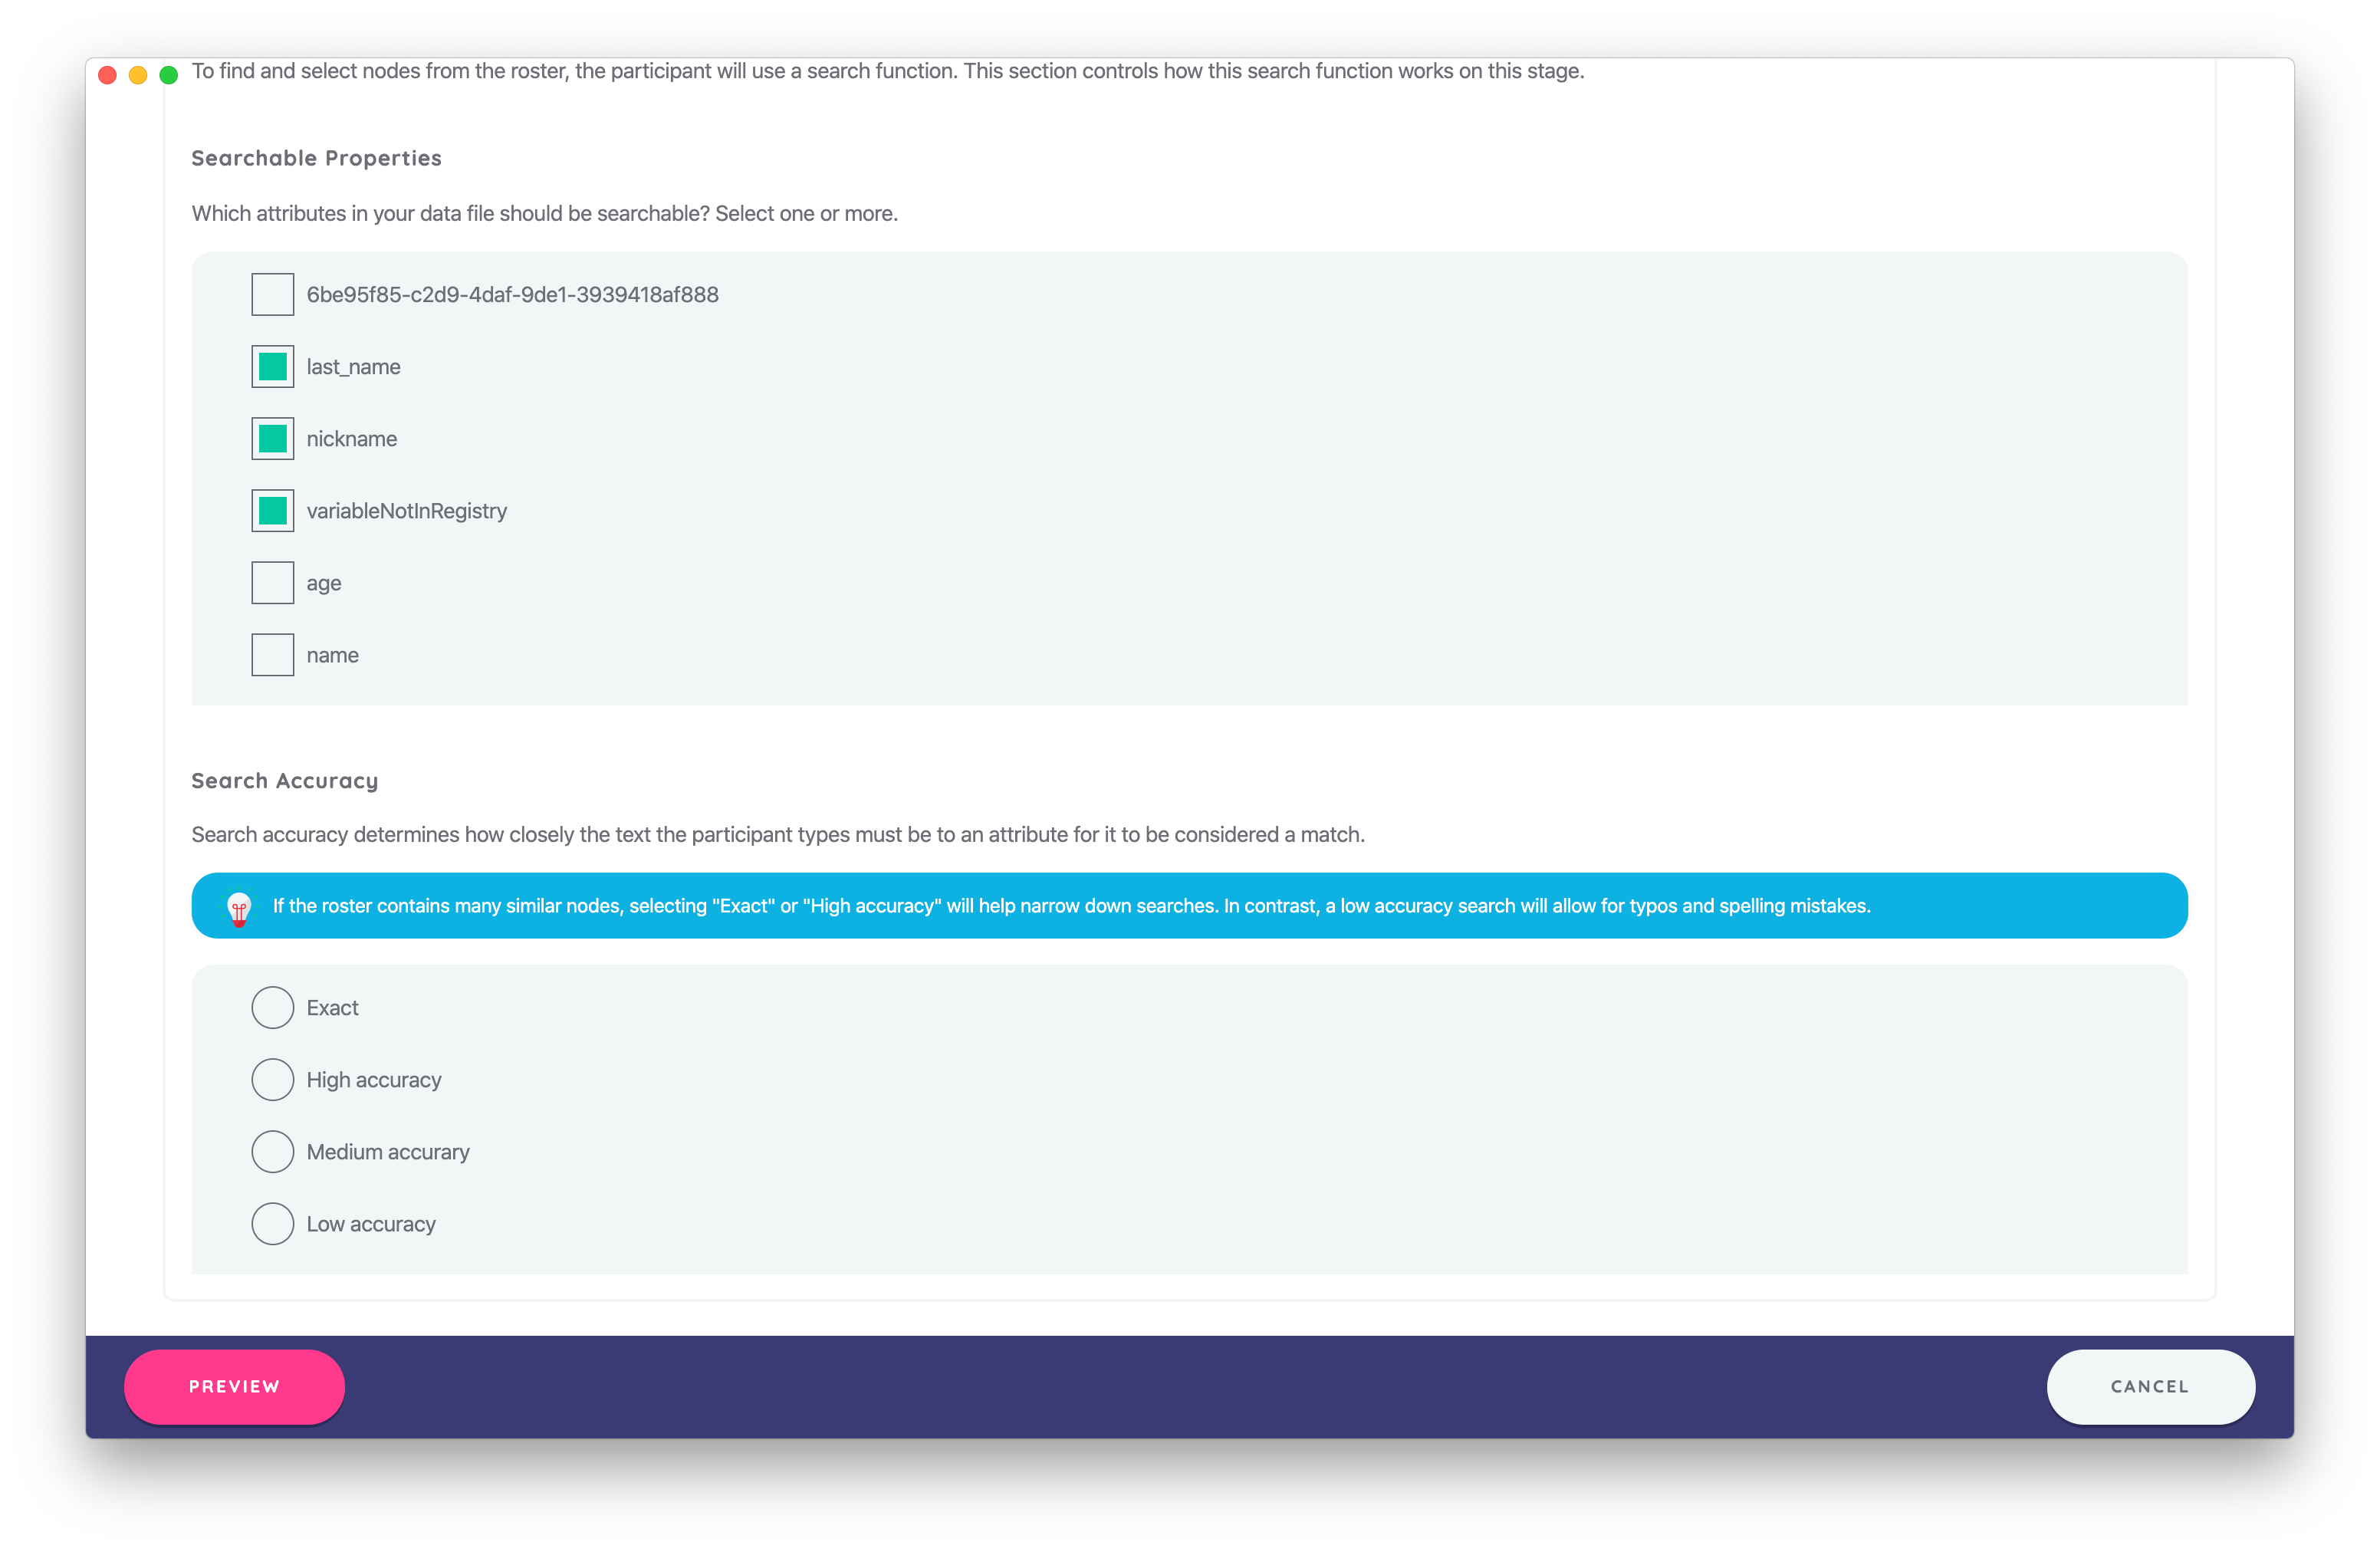 To find and select nodes from the roster, the participant will use a search function. This section controls how this search function works on this stage.
Searchable Properties
Which attributes in your data file should be searchable? Select one or more.
6be95f85-c2d9-4daf-9de1-3939418af888
last_name
nickname
variableNotInRegistry
age
name
Search Accuracy
Search accuracy determines how closely the text the participant types must be to an attribute for it to be considered a match.
If the roster contains many similar nodes, selecting "Exact" or "High accuracy" will help narrow down searches. In contrast, a low accuracy search will allow for typos and spelling mistakes.
Exact
High accuracy
Medium accurary
Low accuracy
PREVIEW
CANCEL